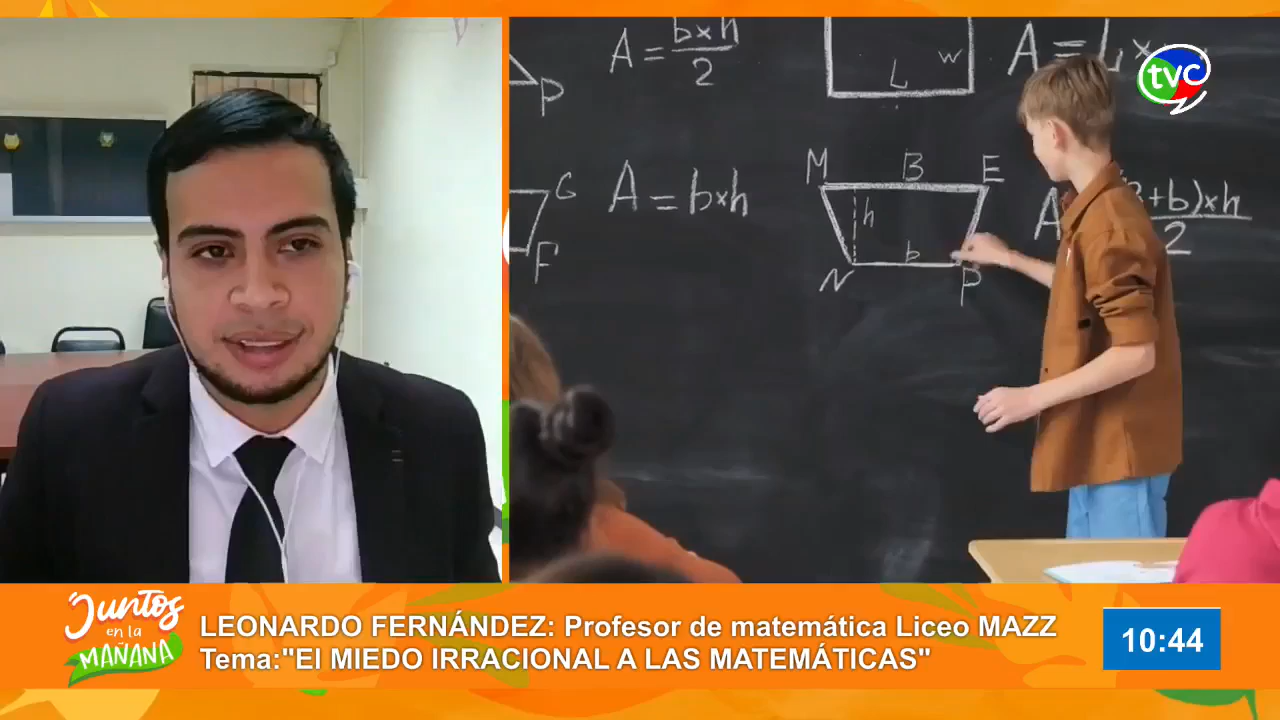 A = b×h
2
L
W
A = L×
tvc
P
M B E
G
A = b×h
h
+b)×h
2
F
b
N P
Juntos
en la
MAÑANA
LEONARDO FERNÁNDEZ: Profesor de matemática Liceo MAZZ
Tema:"El MIEDO IRRACIONAL A LAS MATEMÁTICAS"
10:44